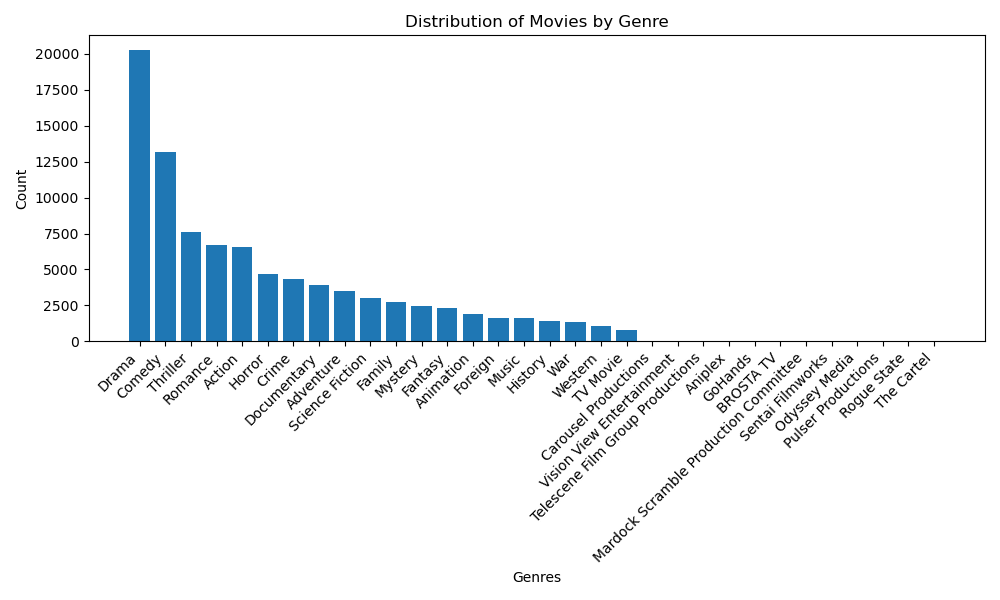 Distribution of Movies by Genre
Count
20000
17500
15000
12500
10000
7500
5000
2500
0
Drama
Comedy
Thriller
Romance
Action
Horror
Crime
Documentary
Adventure
Science Fiction
Family
Mystery
Fantasy
Animation
Foreign
Music
History
War
Western
TV Movie
Carousel Productions
Vision View Entertainment
Telescene Film Group Productions
Aniplex
GoHands
BROSTA TV
Mardock Scramble Production Committee
Sentai Filmworks
Odyssey Media
Pulser Productions
Rogue State
The Cartel
Genres